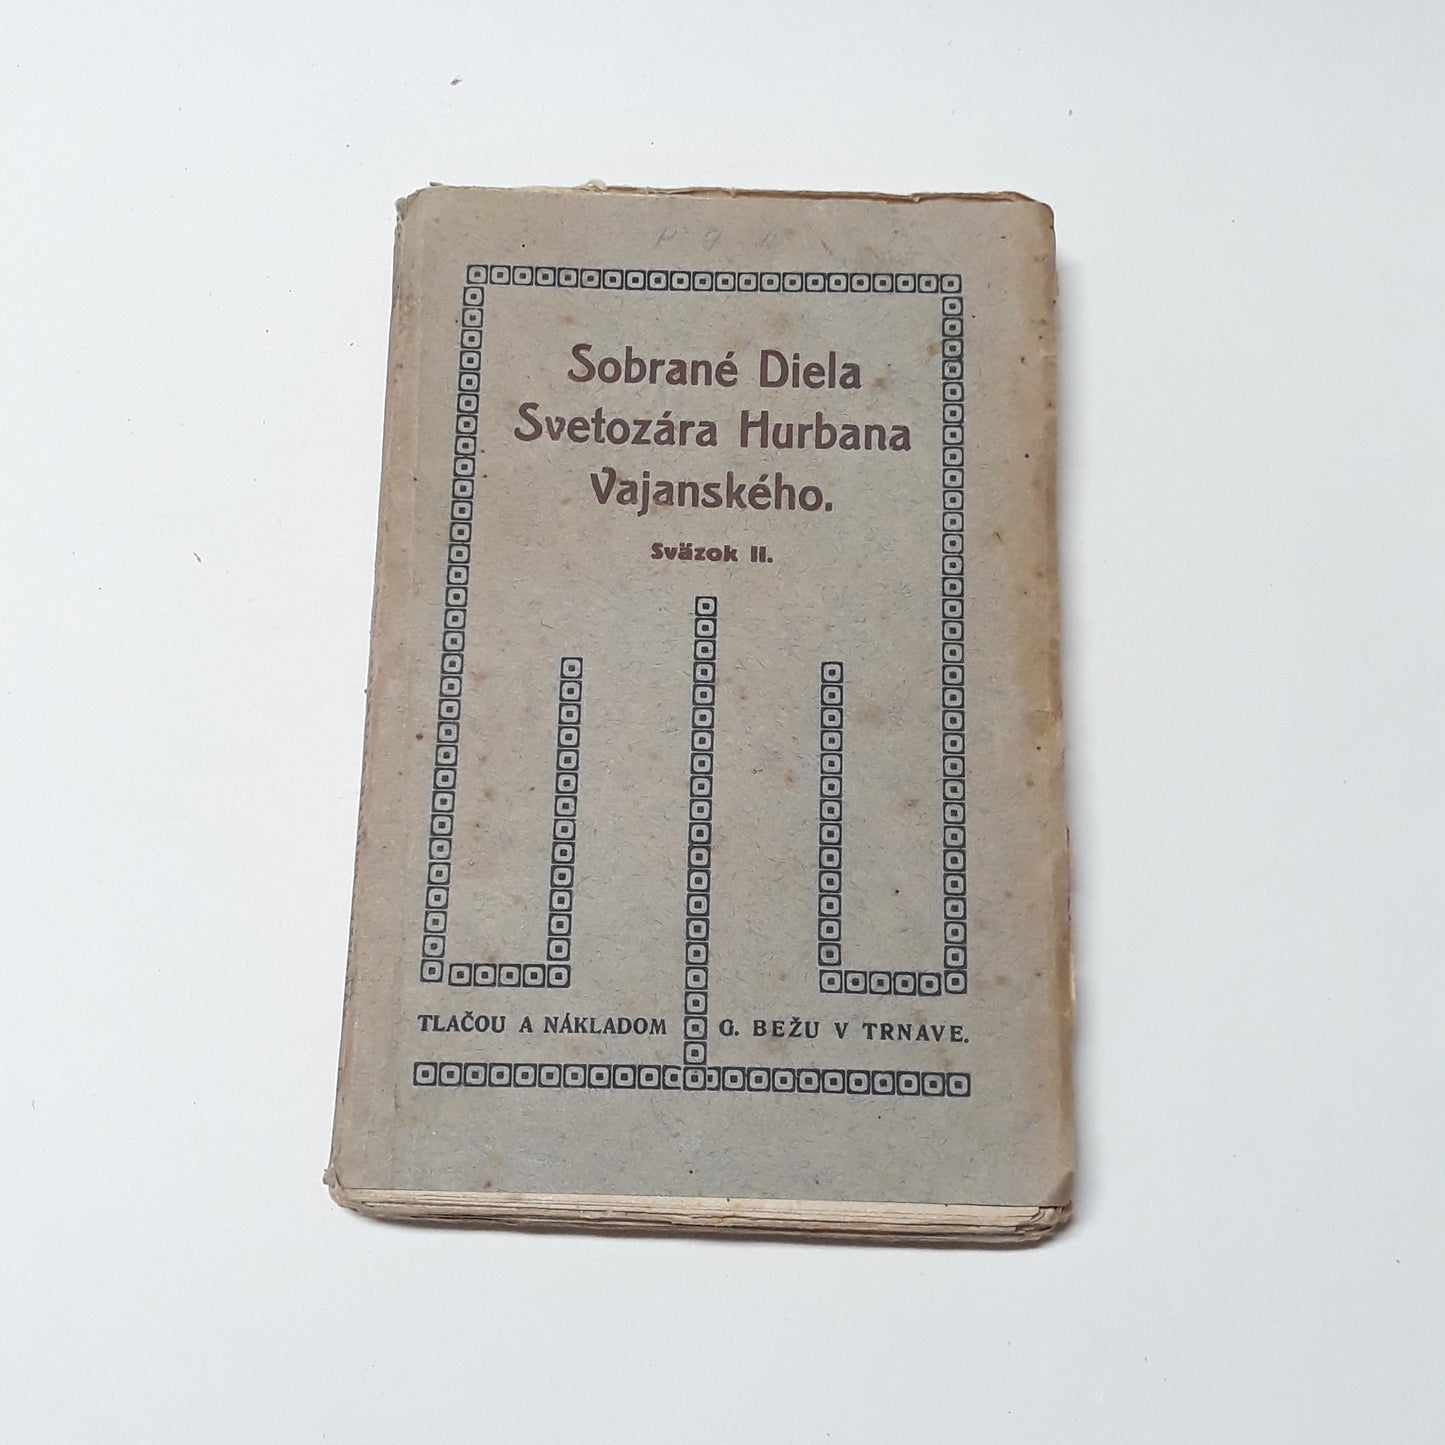 Sobrané Diela
Svetozára Hurbana
Vajanského.
Sväzok II.
TLAČOU A NÁKLADOM G. BEŽU V TRNAVE.